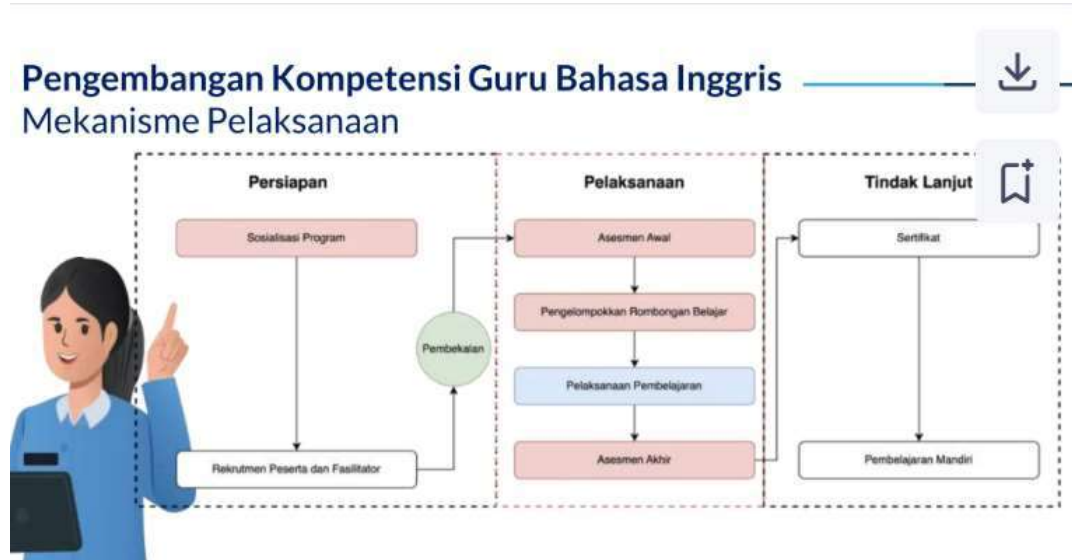 Pengembangan Kompetensi Guru Bahasa Inggris
Mekanisme Pelaksanaan
Persiapan
Sosialisasi Program
Rekrutmen Peserta dan Fasilitator
Pembekalan
Pelaksanaan
Asesmen Awal
Pengelompokkan Rombongan Belajar
Pelaksanaan Pembelajaran
Asesmen Akhir
Tindak Lanjut
Sertifikat
Pembelajaran Mandiri